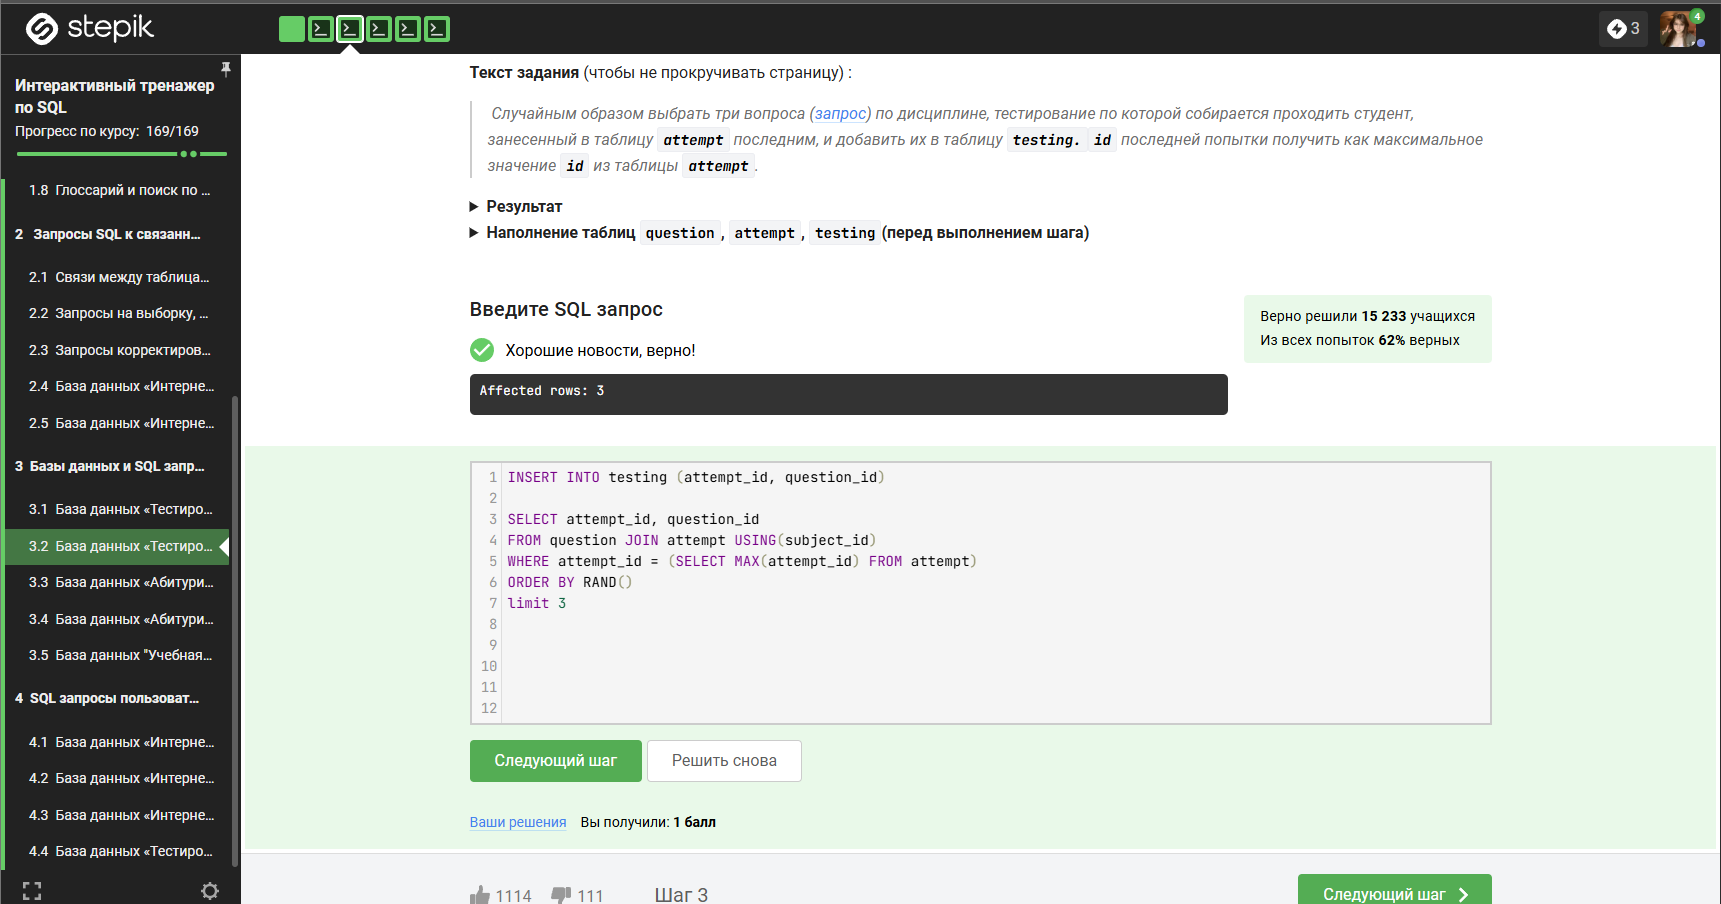 stepik
3
4
Интерактивный тренажер
по SQL
Прогресс по курсу: 169/169
1.8 Глоссарий и поиск по ...
2 Запросы SQL к связанн...
2.1 Связи между таблица...
2.2 Запросы на выборку, ...
2.3 Запросы корректиров...
2.4 База данных «Интерне...
2.5 База данных «Интерне...
3 Базы данных и SQL запр...
3.1 База данных «Тестиро...
3.2 База данных «Тестиро...
3.3 База данных «Абитури...
3.4 База данных «Абитури...
3.5 База данных "Учебная...
4 SQL запросы пользоват...
4.1 База данных «Интерне...
4.2 База данных «Интерне...
4.3 База данных «Интерне...
4.4 База данных «Тестиро...
Текст задания (чтобы не прокручивать страницу) :
Случайным образом выбрать три вопроса (запрос) по дисциплине, тестирование по которой собирается проходить студент,
занесенный в таблицу attempt последним, и добавить их в таблицу testing. id последней попытки получить как максимальное
значение id из таблицы attempt.
Результат
Наполнение таблиц question, attempt, testing (перед выполнением шага)
Введите SQL запрос
Хорошие новости, верно!
Верно решили 15 233 учащихся
Из всех попыток 62% верных
Affected rows: 3
1 INSERT INTO testing (attempt_id, question_id)
2
3 SELECT attempt_id, question_id
4 FROM question JOIN attempt USING(subject_id)
5 WHERE attempt_id = (SELECT MAX(attempt_id) FROM attempt)
6 ORDER BY RAND()
7 limit 3
8
9
10
11
12
Следующий шаг
Решить снова
Ваши решения Вы получили: 1 балл
1114 111 Шаг 3
Следующий шаг